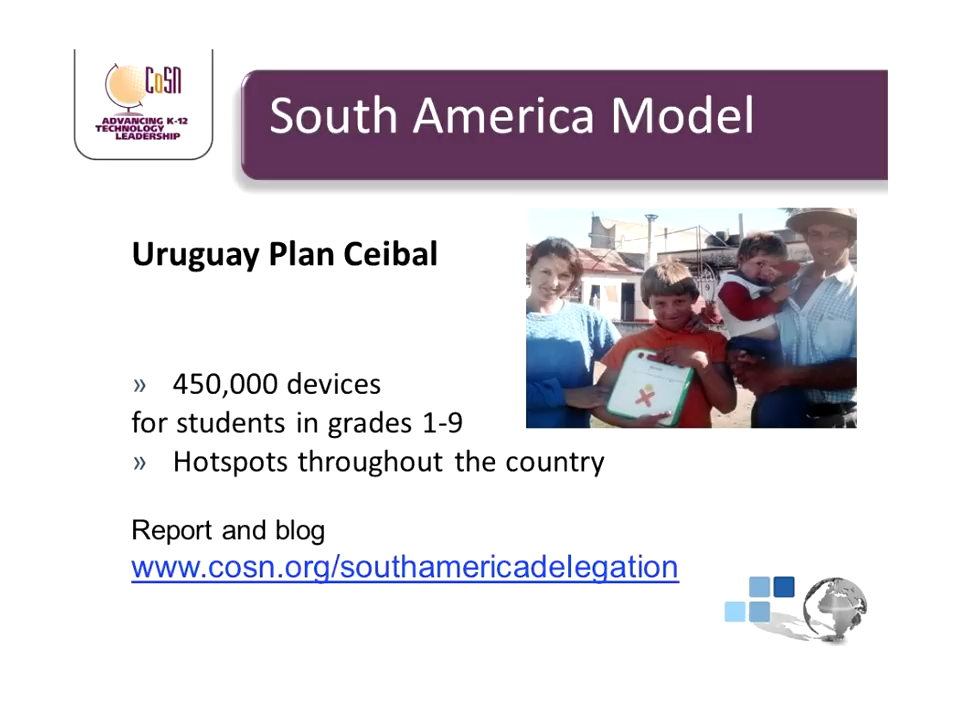 CoSN
ADVANCING K-12
TECHNOLOGY
LEADERSHIP
South America Model
Uruguay Plan Ceibal
» 450,000 devices
for students in grades 1-9
» Hotspots throughout the country
Report and blog
www.cosn.org/southamericadelegation